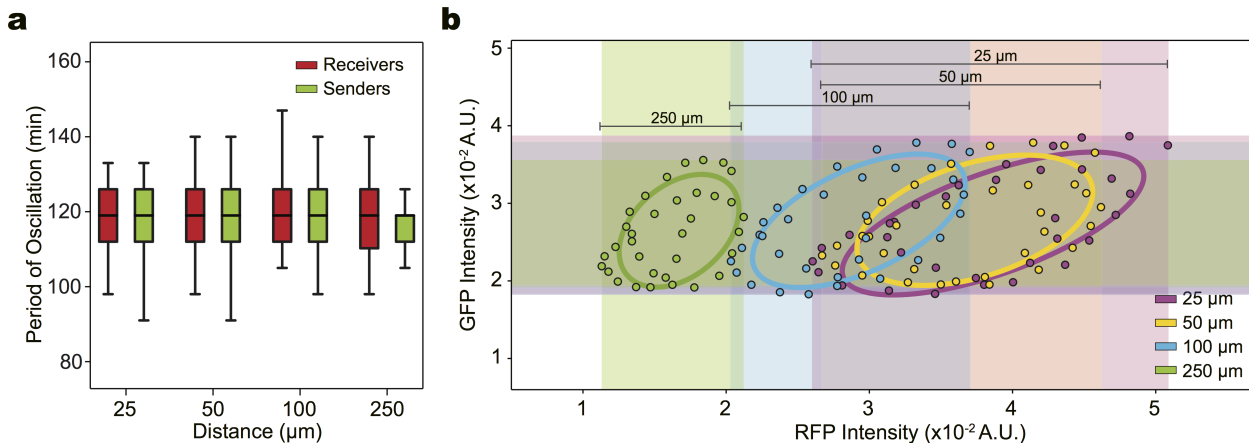 a
Period of Oscillation (min)
160
140
120
100
80
Receivers
Senders
25
50
100
250
Distance (µm)
b
GFP Intensity (x10-2 A.U.)
5
4
3
2
1
25 µm
50 µm
100 µm
250 µm
25 µm
50 µm
100 µm
250 µm
1
2
3
4
5
RFP Intensity (x10-2 A.U.)